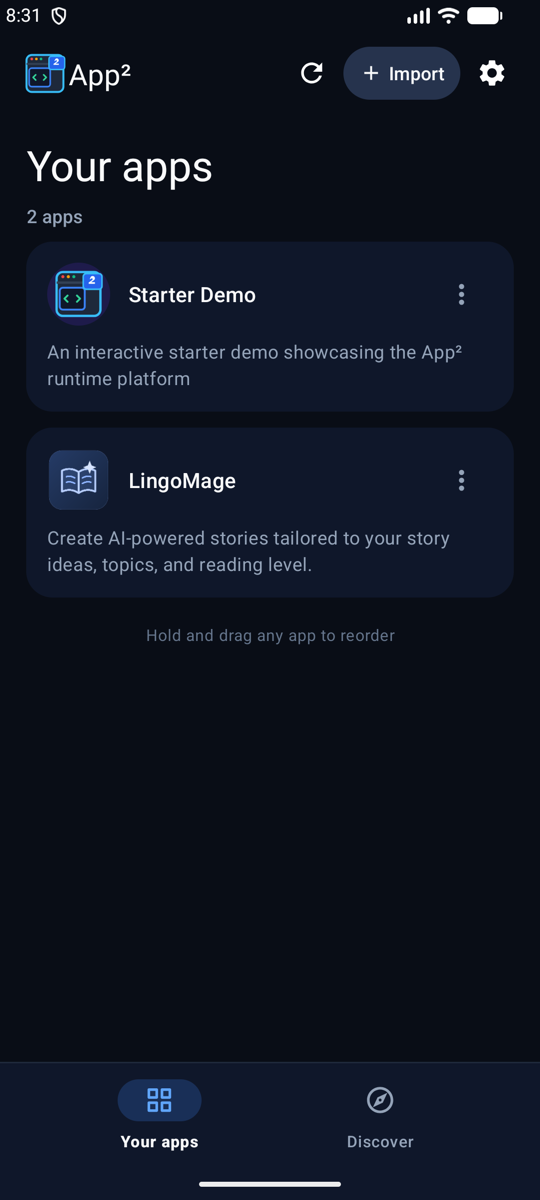 8:31
App²
+ Import
Your apps
2 apps
Starter Demo
An interactive starter demo showcasing the App²
runtime platform
LingoMage
Create AI-powered stories tailored to your story
ideas, topics, and reading level.
Hold and drag any app to reorder
Your apps
Discover